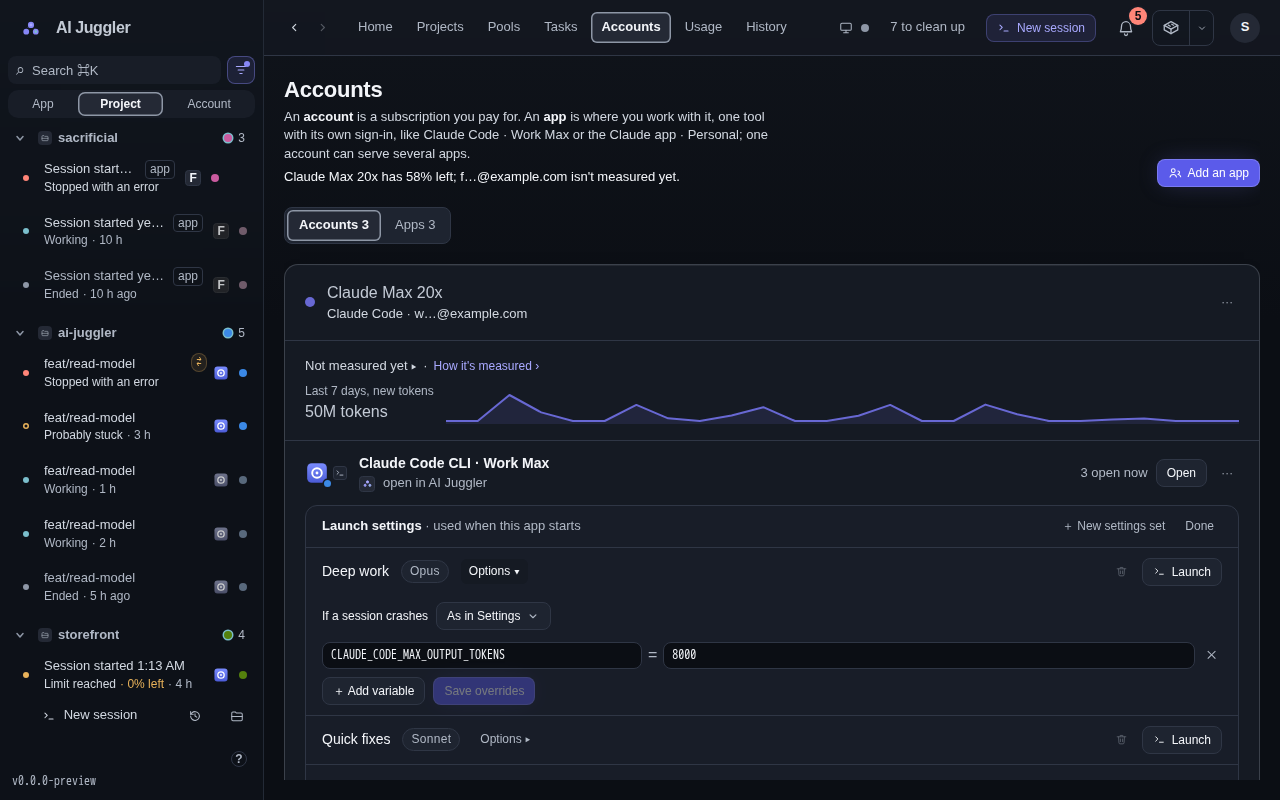 AI Juggler
Search ⌘K
App Project Account
sacrificial 3
Session start… app F
Stopped with an error
Session started ye… app F
Working · 10 h
Session started ye… app F
Ended · 10 h ago
ai-juggler 5
feat/read-model
Stopped with an error
feat/read-model
Probably stuck · 3 h
feat/read-model
Working · 1 h
feat/read-model
Working · 2 h
feat/read-model
Ended · 5 h ago
storefront 4
Session started 1:13 AM
Limit reached · 0% left · 4 h
New session
?
v0.0.0-preview
Home Projects Pools Tasks Accounts Usage History 7 to clean up New session 5 S
Accounts
An account is a subscription you pay for. An app is where you work with it, one tool
with its own sign-in, like Claude Code · Work Max or the Claude app · Personal; one
account can serve several apps.
Claude Max 20x has 58% left; f…@example.com isn't measured yet.
Add an app
Accounts 3 Apps 3
Claude Max 20x
Claude Code · w…@example.com
Not measured yet ▸ · How it's measured ›
Last 7 days, new tokens
50M tokens
Claude Code CLI · Work Max
open in AI Juggler
3 open now Open
Launch settings · used when this app starts
+ New settings set Done
Deep work Opus Options ▾ Launch
If a session crashes As in Settings
CLAUDE_CODE_MAX_OUTPUT_TOKENS = 8000
+ Add variable Save overrides
Quick fixes Sonnet Options ▸ Launch